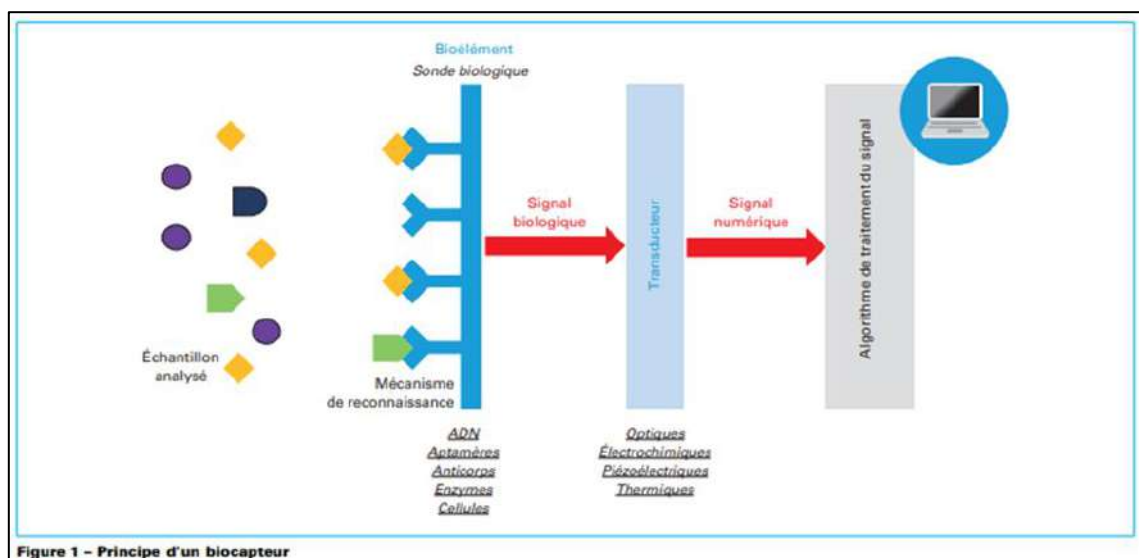 Bioélément
Sonde biologique
Signal
biologique
Transducteur
Signal
numérique
Algorithme de traitement du signal
Échantillon
analysé
Mécanisme
de reconnaissance
ADN
Aptamères
Anticorps
Enzymes
Cellules
Optiques
Électrochimiques
Piézoélectriques
Thermiques
Figure 1 – Principe d'un biocapteur